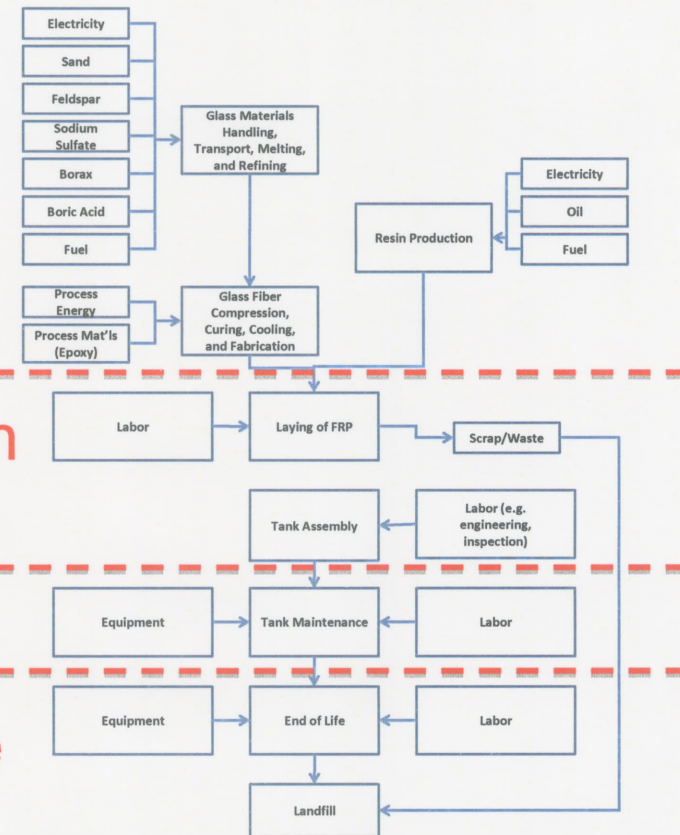 Electricity
Sand
Feldspar
Sodium
Sulfate
Borax
Boric Acid
Fuel
Glass Materials
Handling,
Transport, Melting,
and Refining
Electricity
Oil
Fuel
Resin Production
Process
Energy
Process Mat'ls
(Epoxy)
Glass Fiber
Compression,
Curing, Cooling,
and Fabrication
n
Labor
Laying of FRP
Scrap/Waste
Tank Assembly
Labor (e.g.
engineering,
inspection)
Equipment
Tank Maintenance
Labor
Equipment
End of Life
Labor
e
Landfill